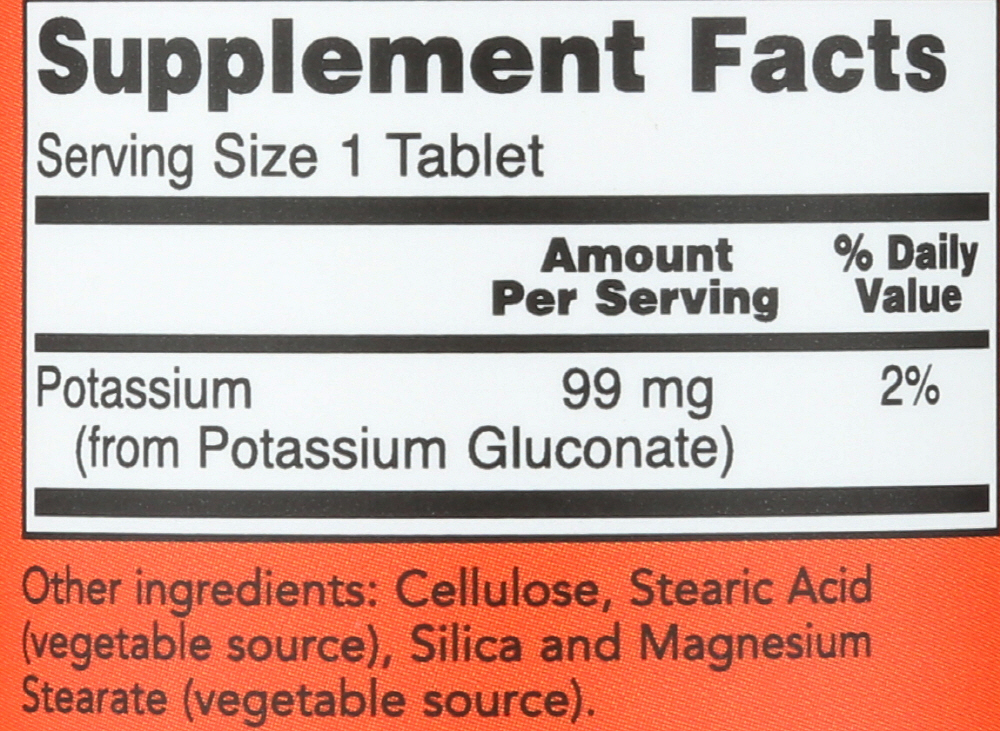 Supplement Facts
Serving Size 1 Tablet
Amount % Daily
Per Serving Value
Potassium 99 mg 2%
(from Potassium Gluconate)
Other ingredients: Cellulose, Stearic Acid
(vegetable source), Silica and Magnesium
Stearate (vegetable source).